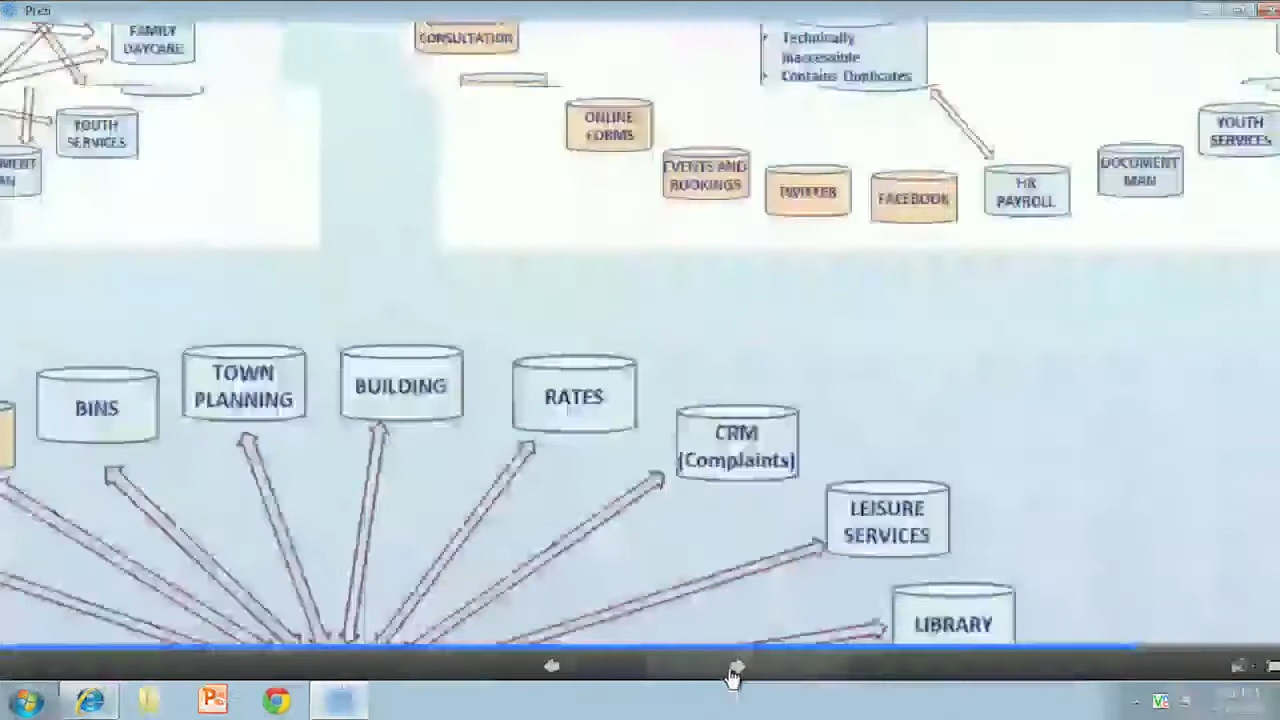 Prezi
FAMILY
DAYCARE
CONSULTATION
Technically
Inaccessible
Contains Duplicates
YOUTH
SERVICES
ONLINE
FORMS
EVENTS AND
BOOKINGS
TWITTER
FACEBOOK
HR
PAYROLL
DOCUMENT
MAN
YOUTH
SERVICES
BINS
TOWN
PLANNING
BUILDING
RATES
CRM
(Complaints)
LEISURE
SERVICES
LIBRARY